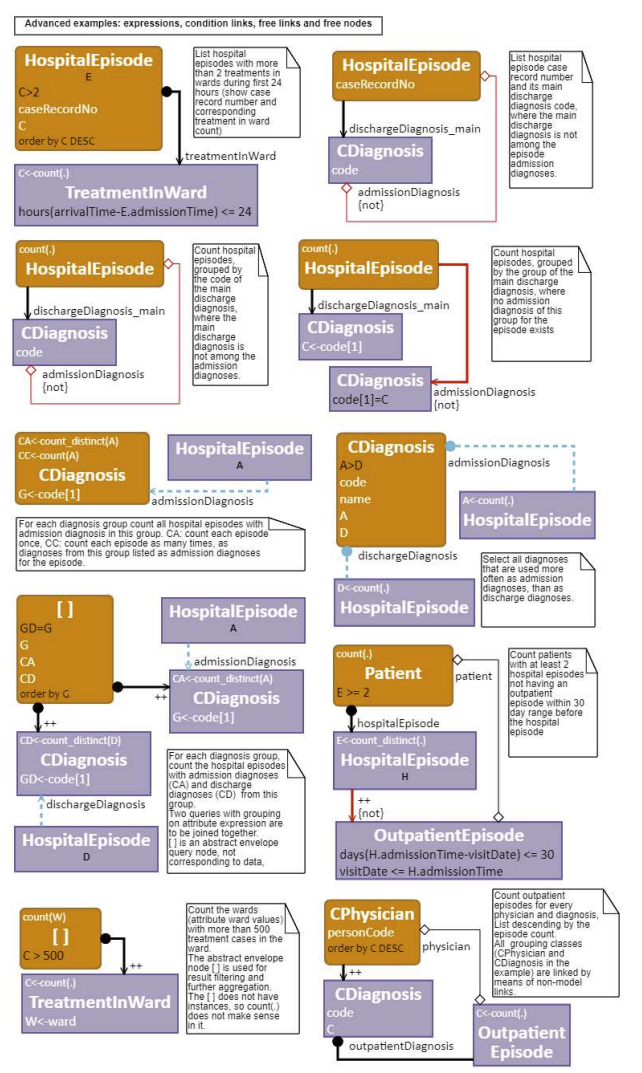 Advanced examples: expressions, condition links, free links and free nodes
HospitalEpisode
E
C>2
caseRecordNo
C
order by C DESC
List hospital
episodes with more
than 2 treatments in
wards during first 24
hours (show case
record number and
corresponding
treatment in ward
count)
treatmentInWard
C<-count(.)
TreatmentInWard
hours(arrivalTime-E.admissionTime) <= 24
HospitalEpisode
caseRecordNo
List hospital
episode case
record number
and its main
discharge
diagnosis code,
where the main
discharge
diagnosis is not
among the
episode
admission
diagnoses.
dischargeDiagnosis_main
CDiagnosis
code
admissionDiagnosis
{not}
count(.)
HospitalEpisode
Count hospital
episodes,
grouped by
the code of
the main
discharge
diagnosis,
where the
main
discharge
diagnosis is
not among the
admission
diagnoses.
dischargeDiagnosis_main
CDiagnosis
code
admissionDiagnosis
{not}
count(.)
HospitalEpisode
Count hospital
episodes, grouped
by the group of the
main discharge
diagnosis, where
no admission
diagnosis of this
group for the
episode exists
dischargeDiagnosis_main
CDiagnosis
C<-code[1]
CDiagnosis
code[1]=C
admissionDiagnosis
{not}
CA<-count_distinct(A)
CC<-count(A)
CDiagnosis
G<-code[1]
HospitalEpisode
A
admissionDiagnosis
For each diagnosis group count all hospital episodes with
admission diagnosis in this group. CA: count each episode
once, CC: count each episode as many times, as
diagnoses from this group listed as admission diagnoses
for the episode.
CDiagnosis
A>D
code
name
A
D
admissionDiagnosis
A<-count(.)
HospitalEpisode
dischargeDiagnosis
D<-count(.)
HospitalEpisode
Select all diagnoses
that are used more
often as admission
diagnoses, than as
discharge diagnoses.
[ ]
GD=G
G
CA
CD
order by G
HospitalEpisode
A
admissionDiagnosis
++
CA<-count_distinct(A)
CDiagnosis
G<-code[1]
++
CD<-count_distinct(D)
CDiagnosis
GD<-code[1]
dischargeDiagnosis
HospitalEpisode
D
For each diagnosis group,
count the hospital episodes
with admission diagnoses
(CA) and discharge
diagnoses (CD) from this
group.
Two queries with grouping
on attribute expression are
to be joined together.
[ ] is an abstract envelope
query node, not
corresponding to data,
count(.)
Patient
E >= 2
patient
Count patients
with at least 2
hospital episodes
not having an
outpatient
episode within 30
day range before
the hospital
episode
hospitalEpisode
E<-count_distinct(.)
HospitalEpisode
H
++
{not}
OutpatientEpisode
days(H.admissionTime-visitDate) <= 30
visitDate <= H.admissionTime
count(W)
[ ]
C > 500
++
C<-count(.)
TreatmentInWard
W<-ward
Count the wards
(attribute ward values)
with more than 500
treatment cases in the
ward.
The abstract envelope
node [ ] is used for
result filtering and
further aggregation.
The [ ] does not have
instances, so count(.)
does not make sense
in it.
CPhysician
personCode
order by C DESC
physician
Count outpatient
episodes for every
physician and diagnosis,
List descending by the
episode count.
All grouping classes
(CPhysician and
CDiagnosis in the
example) are linked by
means of non-model
links.
++
CDiagnosis
code
C
outpatientDiagnosis
C<-count(.)
Outpatient
Episode